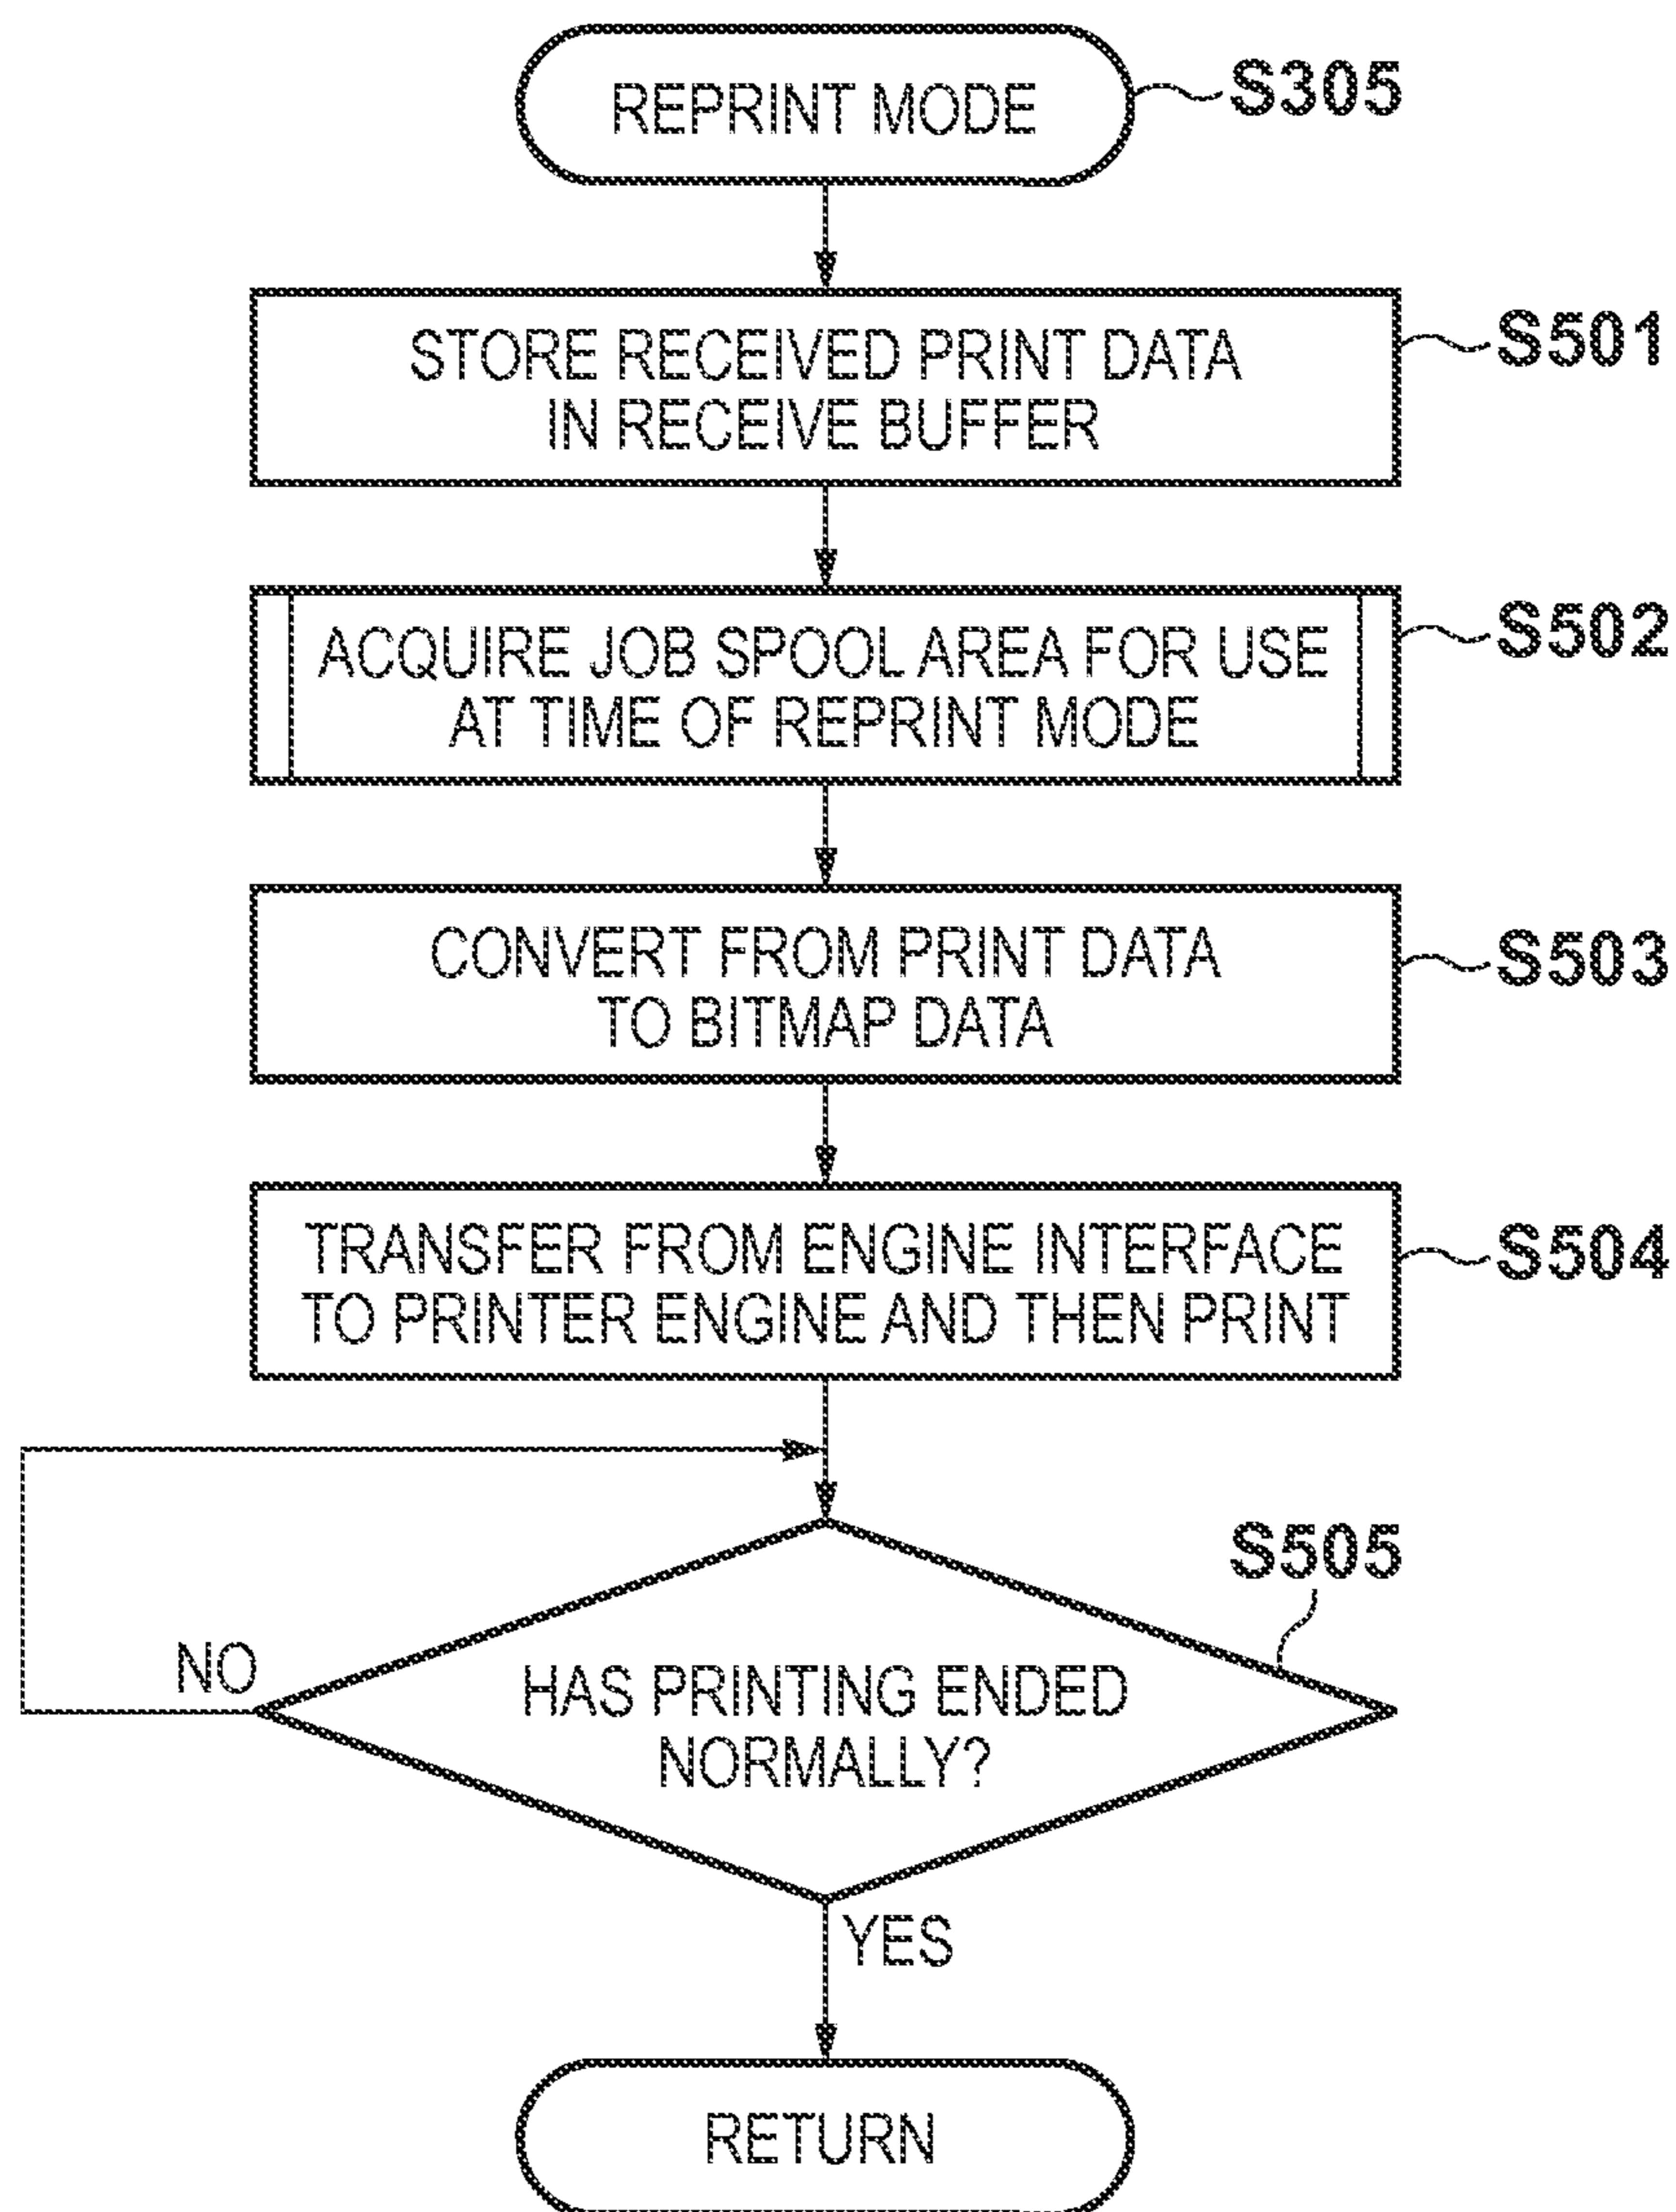 REPRINT MODE
S305
STORE RECEIVED PRINT DATA
IN RECEIVE BUFFER
S501
ACQUIRE JOB SPOOL AREA FOR USE
AT TIME OF REPRINT MODE
S502
CONVERT FROM PRINT DATA
TO BITMAP DATA
S503
TRANSFER FROM ENGINE INTERFACE
TO PRINTER ENGINE AND THEN PRINT
S504
S505
NO
HAS PRINTING ENDED
NORMALLY?
YES
RETURN